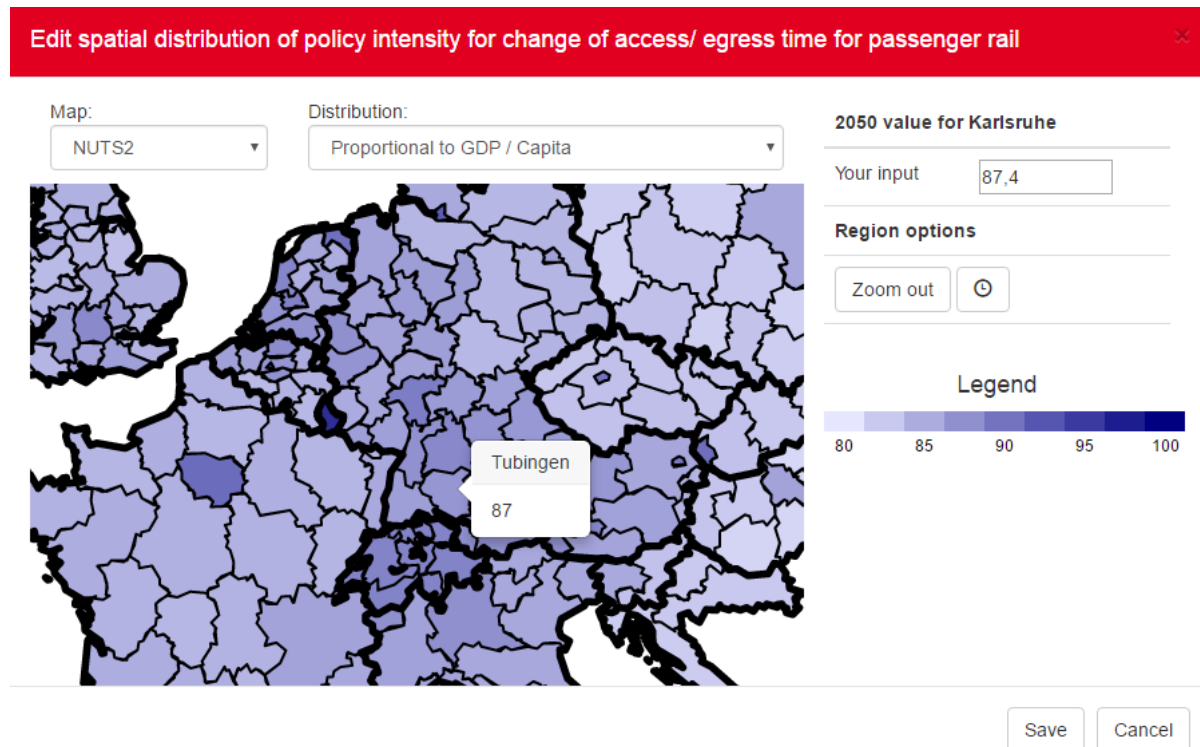 Edit spatial distribution of policy intensity for change of access/ egress time for passenger rail ×
Map:
NUTS2
Distribution:
Proportional to GDP / Capita
2050 value for Karlsruhe
Your input 87,4
Region options
Zoom out
Legend
80 85 90 95 100
Tubingen
87
Save Cancel